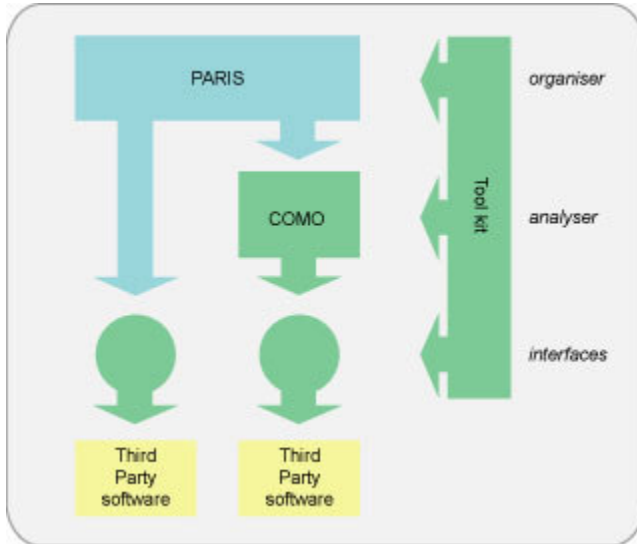 PARIS
organiser
Tool kit
COMO
analyser
interfaces
Third
Party
software
Third
Party
software